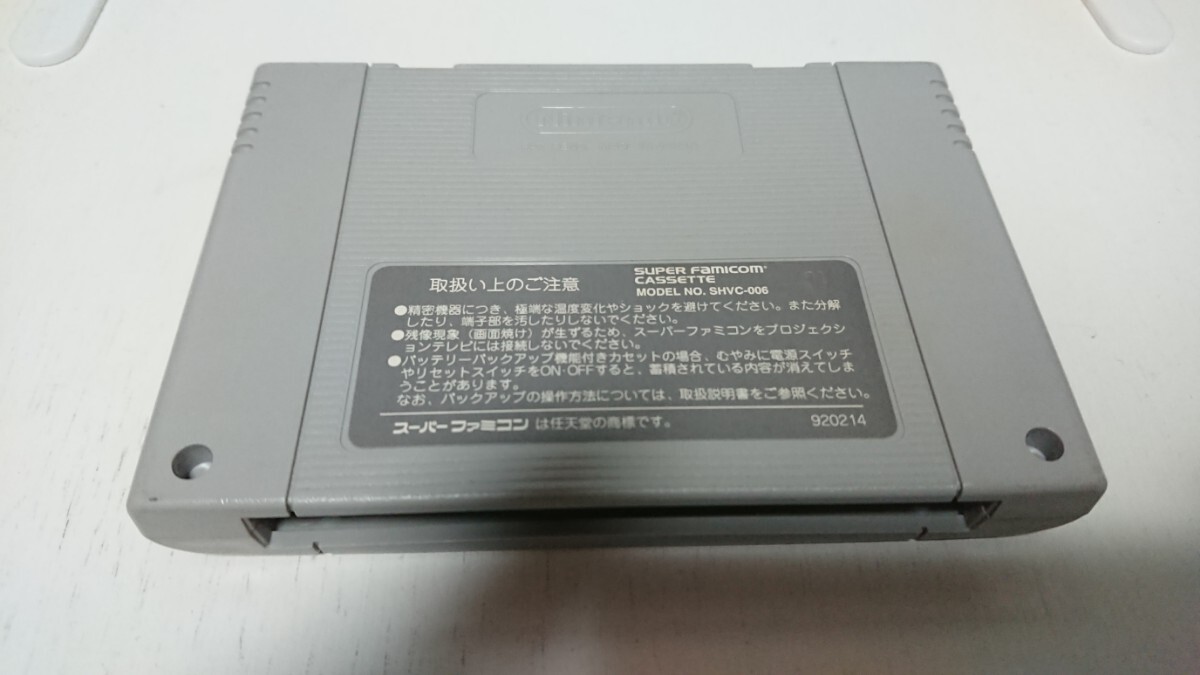 取扱い上のご注意
SUPER FAMICOM
CASSETTE
MODEL NO. SHVC-006
●精密機器につき、極端な温度変化やショックを避けてください。また分解
したり、端子部を汚したりしないでください。
●残像現象（画面焼け）が生ずるため、スーパーファミコンをプロジェクシ
ョンテレビには接続しないでください。
●バッテリーバックアップ機能付きカセットの場合、むやみに電源スイッチ
やリセットスイッチをON·OFFすると、蓄積されている内容が消えてしま
うことがあります。
なお、バックアップの操作方法については、取扱説明書をご参照ください。
スーパーファミコン は任天堂の商標です。
920214